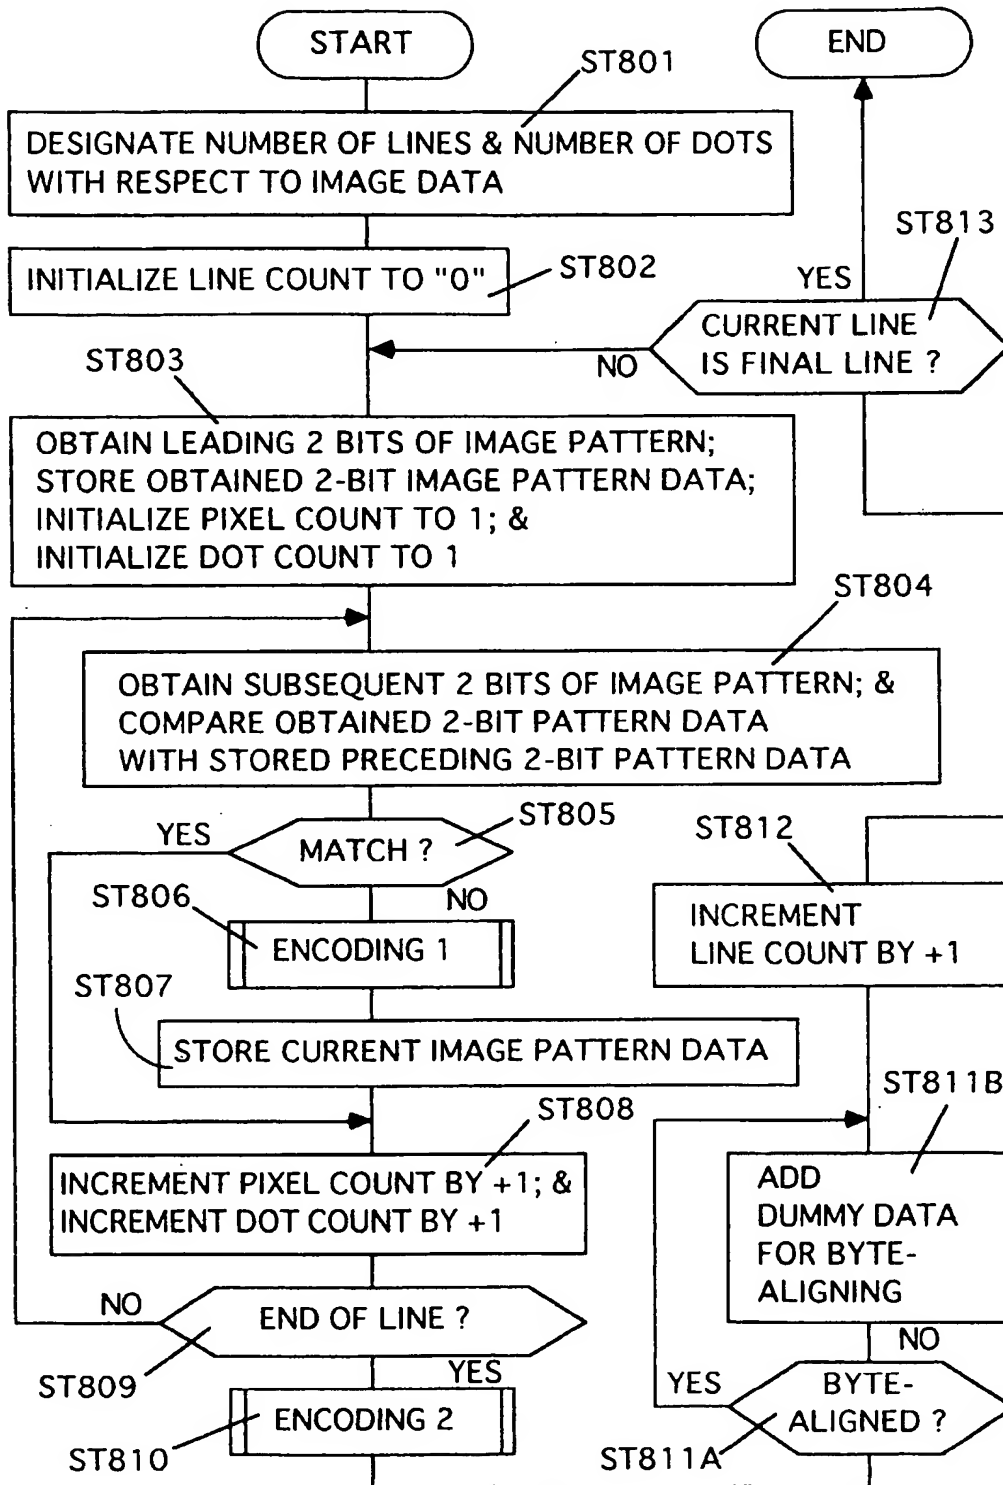 START
END
ST801
DESIGNATE NUMBER OF LINES & NUMBER OF DOTS
WITH RESPECT TO IMAGE DATA
ST813
INITIALIZE LINE COUNT TO "0"
ST802
YES
CURRENT LINE
IS FINAL LINE ?
NO
ST803
OBTAIN LEADING 2 BITS OF IMAGE PATTERN;
STORE OBTAINED 2-BIT IMAGE PATTERN DATA;
INITIALIZE PIXEL COUNT TO 1; &
INITIALIZE DOT COUNT TO 1
ST804
OBTAIN SUBSEQUENT 2 BITS OF IMAGE PATTERN; &
COMPARE OBTAINED 2-BIT PATTERN DATA
WITH STORED PRECEDING 2-BIT PATTERN DATA
ST805
YES
MATCH ?
NO
ST812
ST806
ENCODING 1
INCREMENT
LINE COUNT BY +1
ST807
STORE CURRENT IMAGE PATTERN DATA
ST811B
ST808
INCREMENT PIXEL COUNT BY +1; &
INCREMENT DOT COUNT BY +1
ADD
DUMMY DATA
FOR BYTE-
ALIGNING
NO
END OF LINE ?
NO
YES
ST809
YES
BYTE-
ALIGNED ?
ENCODING 2
ST810
ST811A